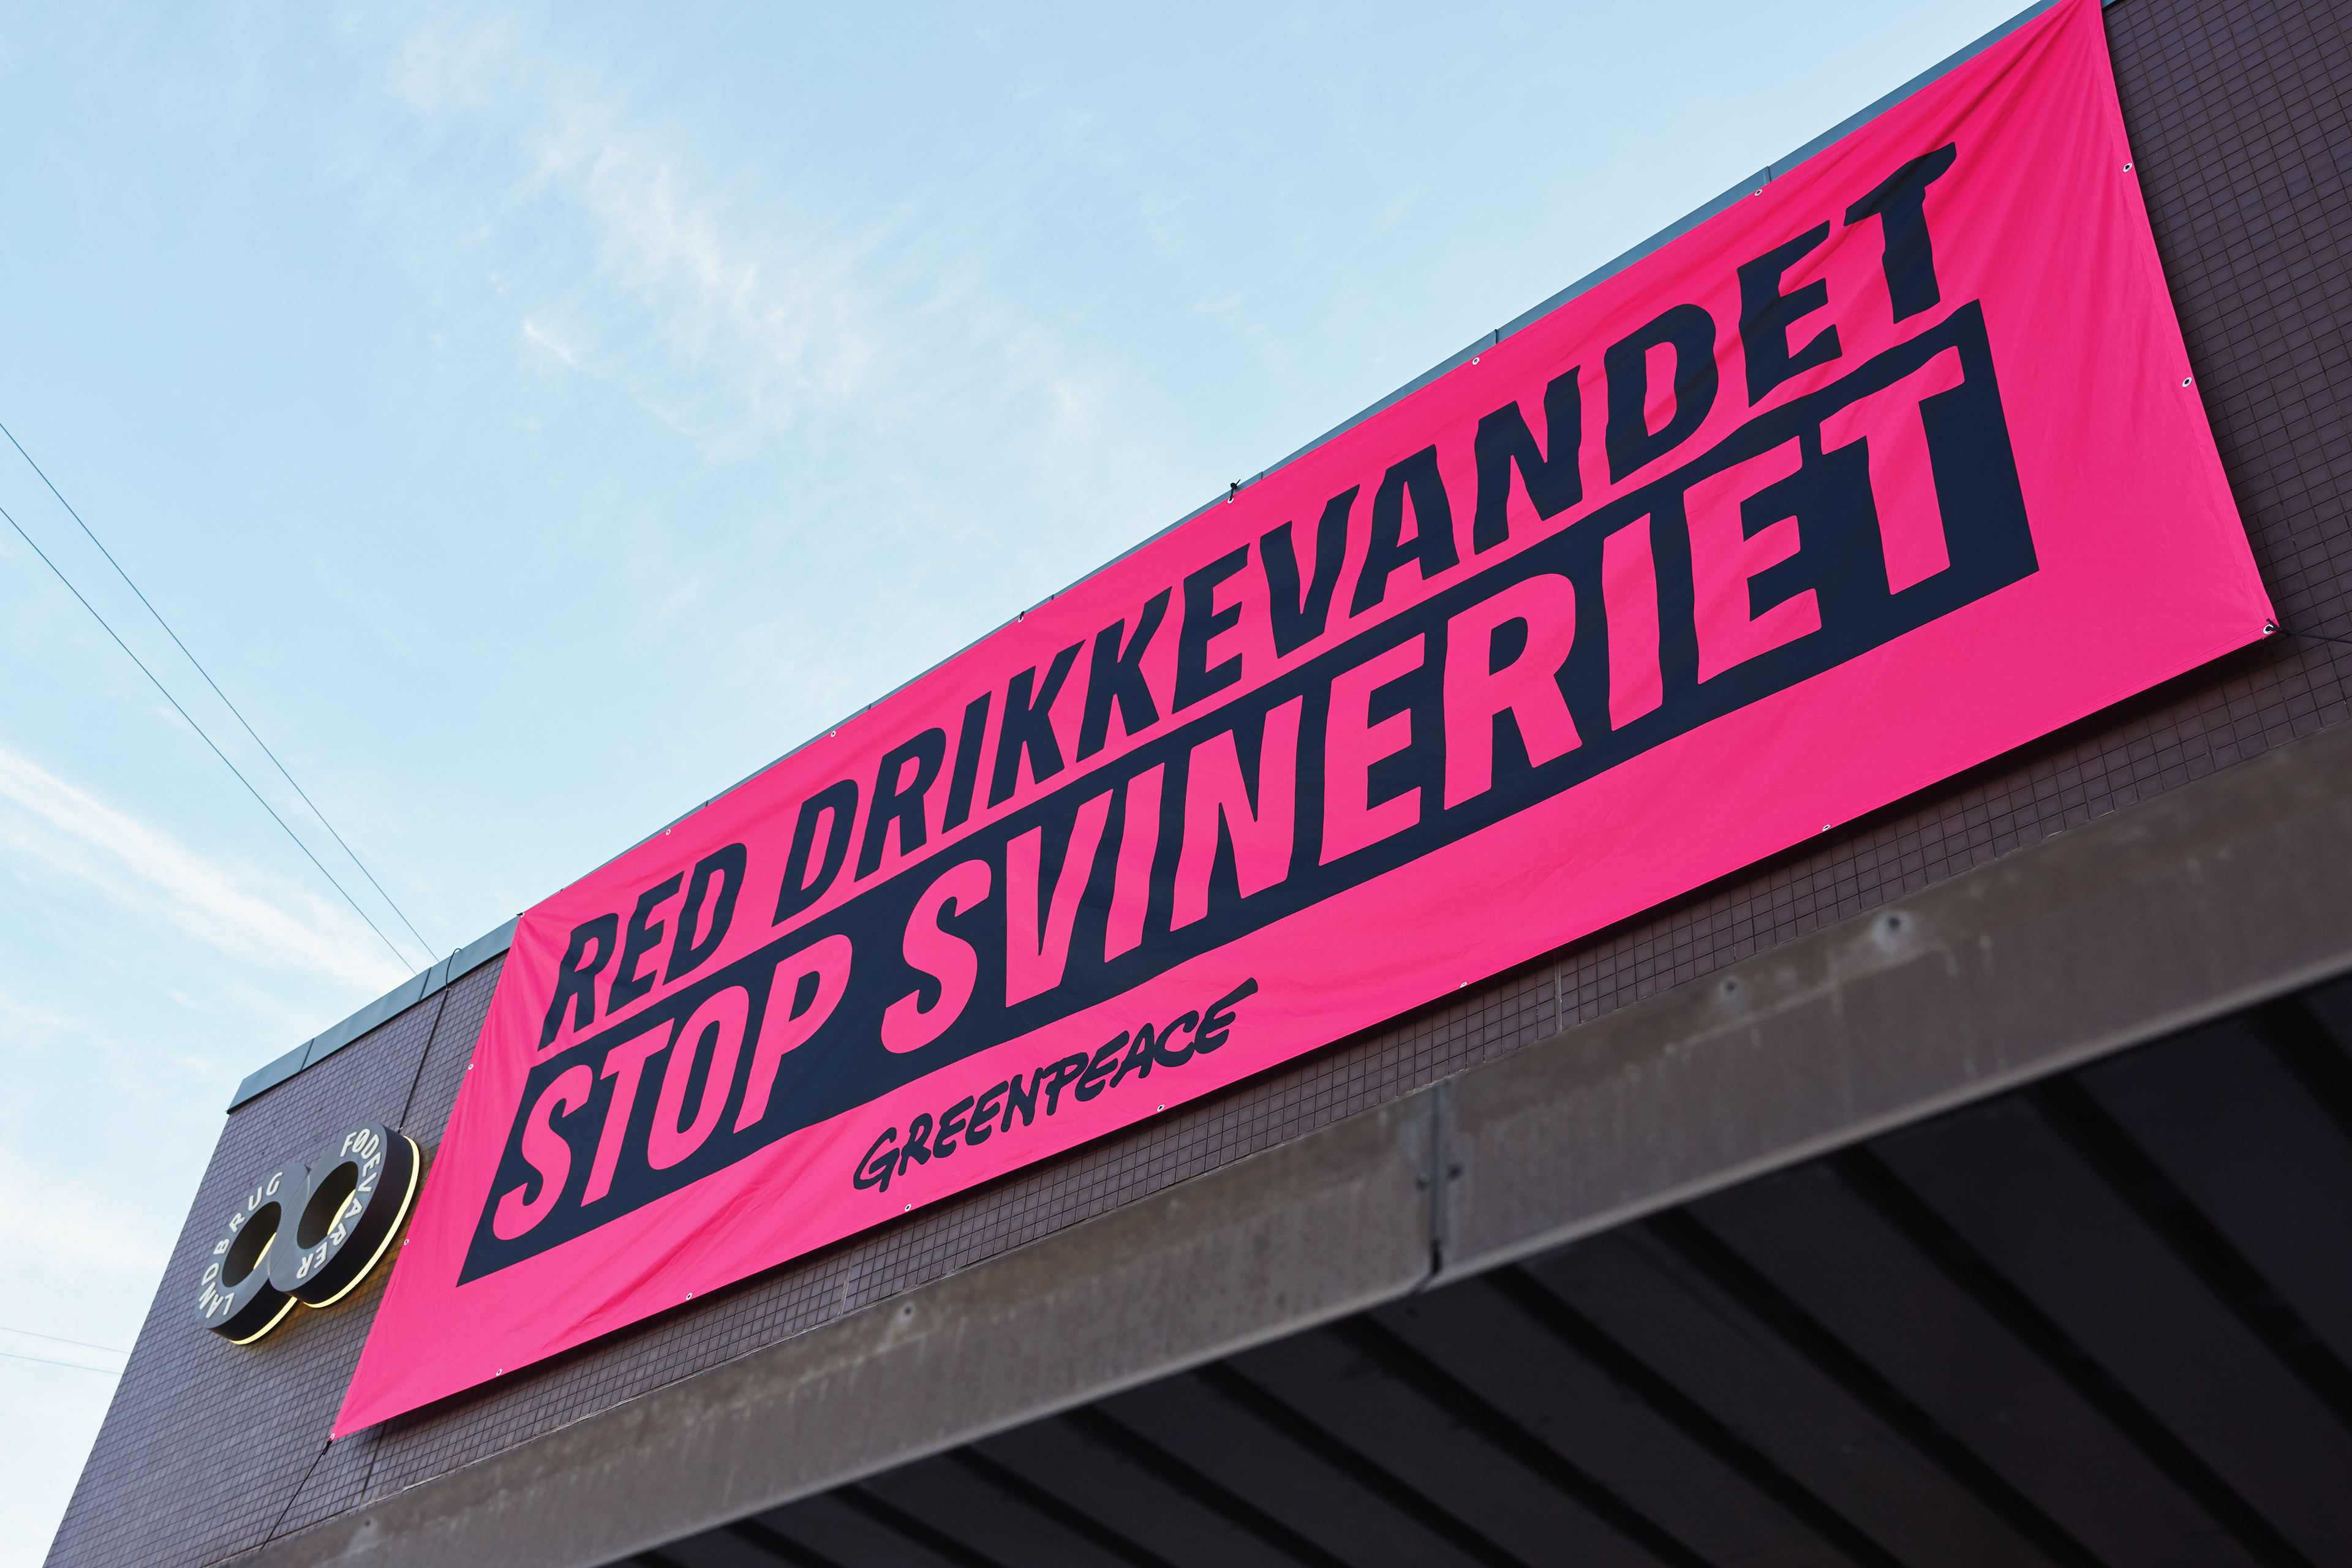 RED DRIKKEVANDET
STOP SVINERIET
GREENPEACE
LANDBRUG
FØDEVARER